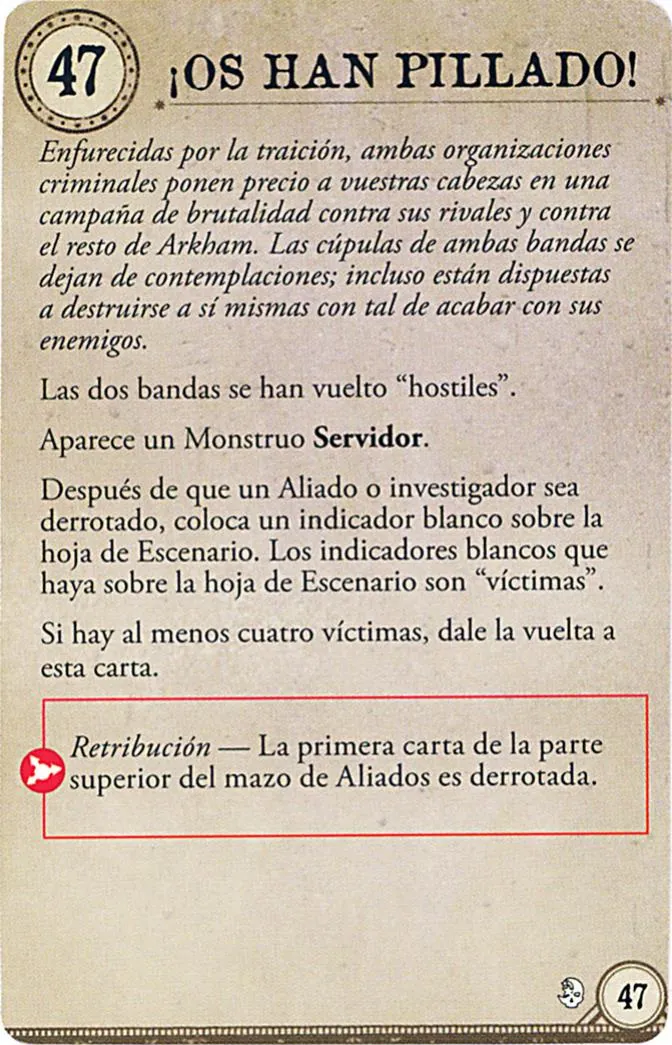 47
¡OS HAN PILLADO!
Enfurecidas por la traición, ambas organizaciones
criminales ponen precio a vuestras cabezas en una
campaña de brutalidad contra sus rivales y contra
el resto de Arkham. Las cúpulas de ambas bandas se
dejan de contemplaciones; incluso están dispuestas
a destruirse a sí mismas con tal de acabar con sus
enemigos.
Las dos bandas se han vuelto “hostiles”.
Aparece un Monstruo Servidor.
Después de que un Aliado o investigador sea
derrotado, coloca un indicador blanco sobre la
hoja de Escenario. Los indicadores blancos que
haya sobre la hoja de Escenario son “víctimas”.
Si hay al menos cuatro víctimas, dale la vuelta a
esta carta.
Retribución — La primera carta de la parte
superior del mazo de Aliados es derrotada.
47